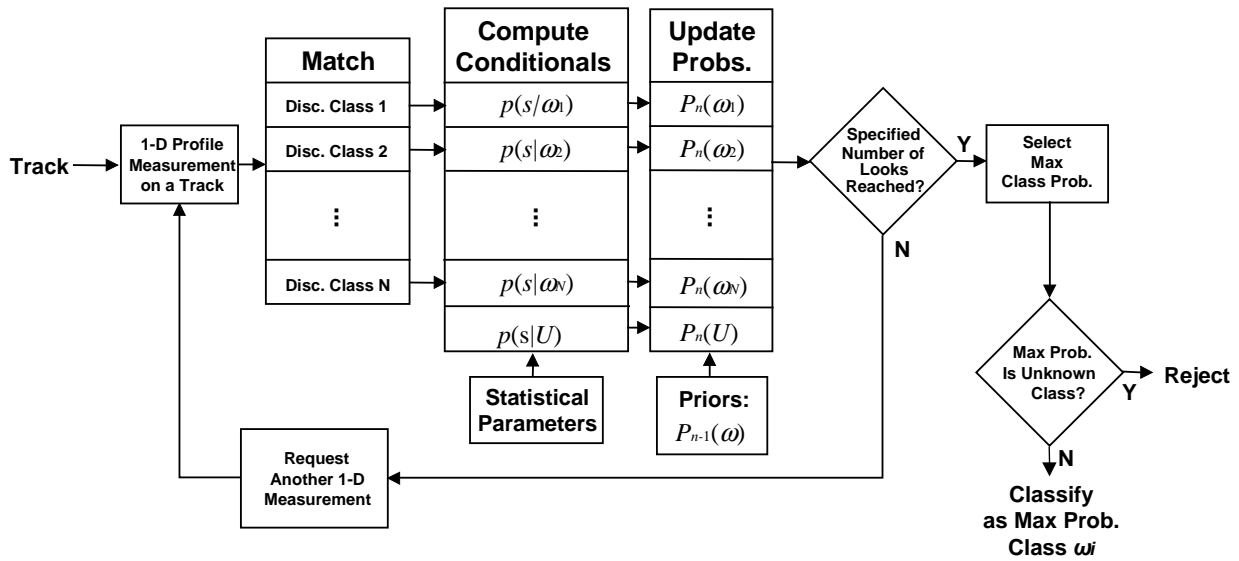 Track
1-D Profile
Measurement
on a Track
Match
Disc. Class 1
Disc. Class 2
⋮
Disc. Class N
Compute
Conditionals
p(s/ω1)
p(s|ω2)
⋮
p(s|ωN)
p(s|U)
Statistical
Parameters
Update
Probs.
Pn(ω1)
Pn(ω2)
⋮
Pn(ωN)
Pn(U)
Priors:
Pn-1(ω)
Specified
Number of
Looks
Reached?
Y
N
Select
Max
Class Prob.
Max Prob.
Is Unknown
Class?
Y
Reject
N
Classify
as Max Prob.
Class ωi
Request
Another 1-D
Measurement